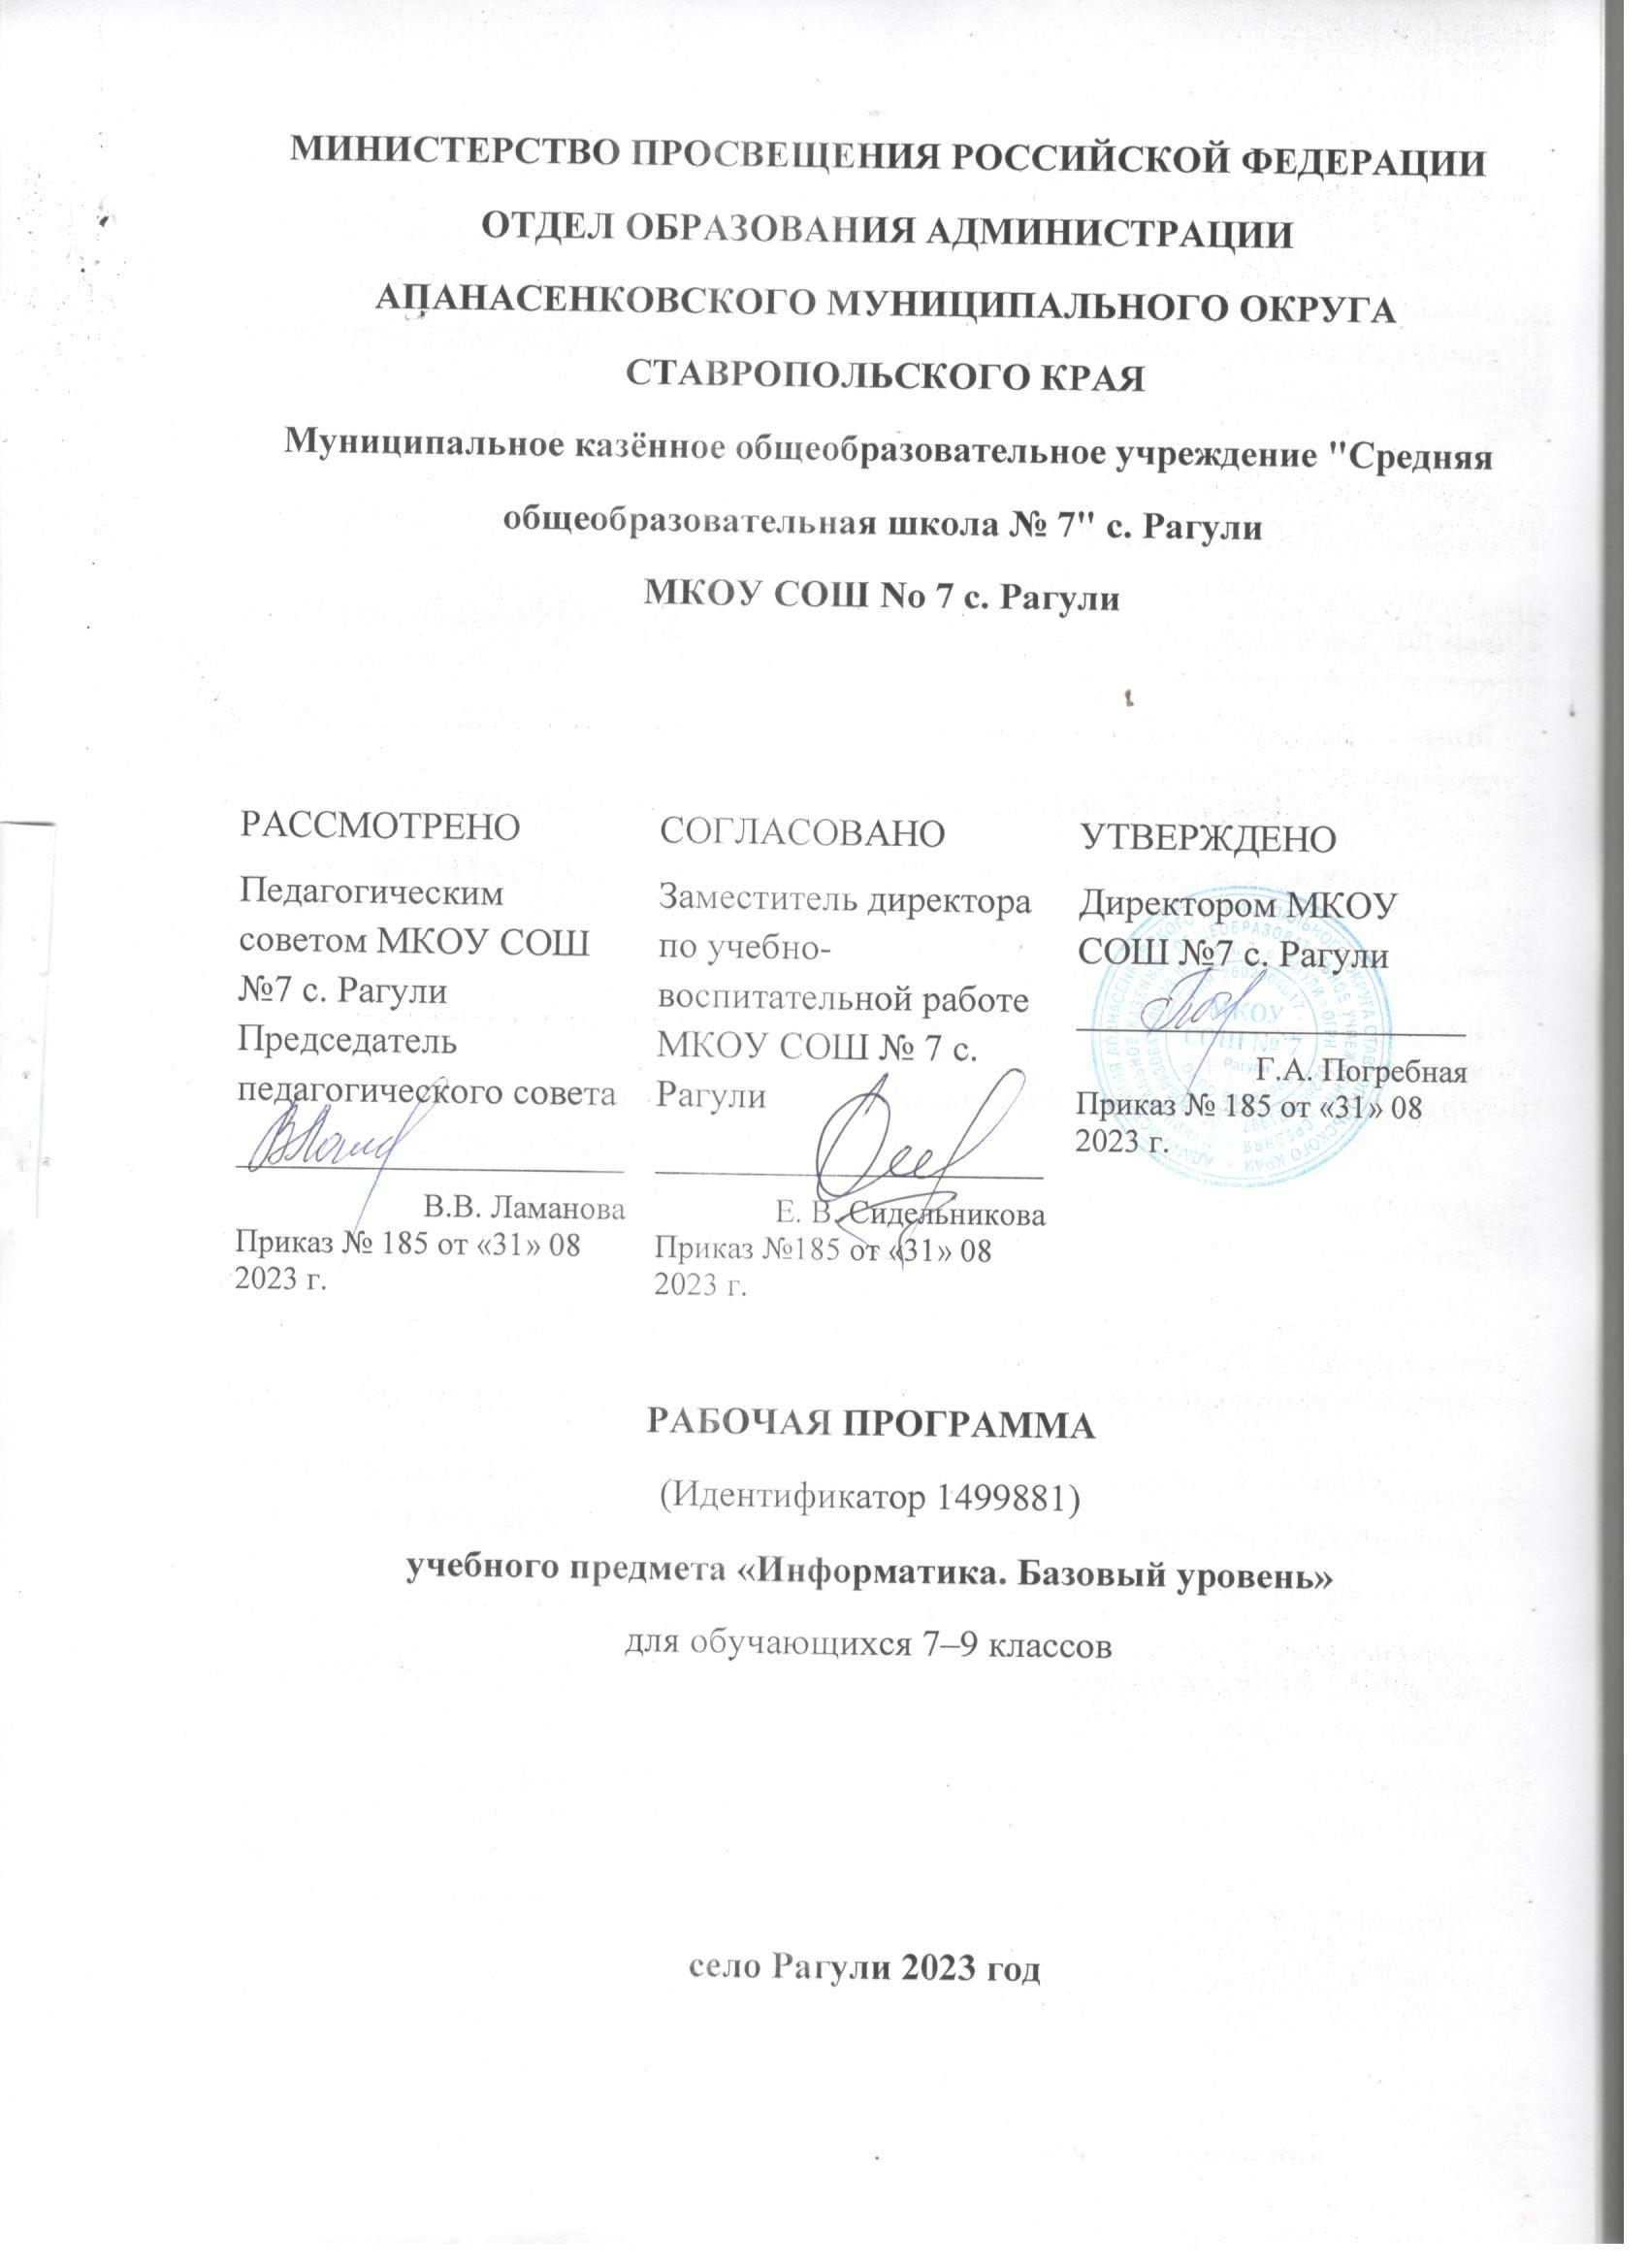 МИНИСТЕРСТВО ПРОСВЕЩЕНИЯ РОССИЙСКОЙ ФЕДЕРАЦИИ
ОТДЕЛ ОБРАЗОВАНИЯ АДМИНИСТРАЦИИ
АПАНАСЕНКОВСКОГО МУНИЦИПАЛЬНОГО ОКРУГА
СТАВРОПОЛЬСКОГО КРАЯ
Муниципальное казённое общеобразовательное учреждение "Средняя
общеобразовательная школа № 7" с. Рагули
МКОУ СОШ No 7 с. Рагули
РАССМОТРЕНО
Педагогическим
советом МКОУ СОШ
№7 с. Рагули
Председатель
педагогического совета
В.В. Ламанова
Приказ № 185 от «31» 08
2023 г.
СОГЛАСОВАНО
Заместитель директора
по учебно-
воспитательной работе
МКОУ СОШ № 7 с.
Рагули
Е. В. Сидельникова
Приказ №185 от «31» 08
2023 г.
УТВЕРЖДЕНО
Директором МКОУ
СОШ №7 с. Рагули
Г.А. Погребная
Приказ № 185 от «31» 08
2023 г.
МКОУ
СОШ № 7
с. Рагули
РАБОЧАЯ ПРОГРАММА
(Идентификатор 1499881)
учебного предмета «Информатика. Базовый уровень»
для обучающихся 7–9 классов
село Рагули 2023 год